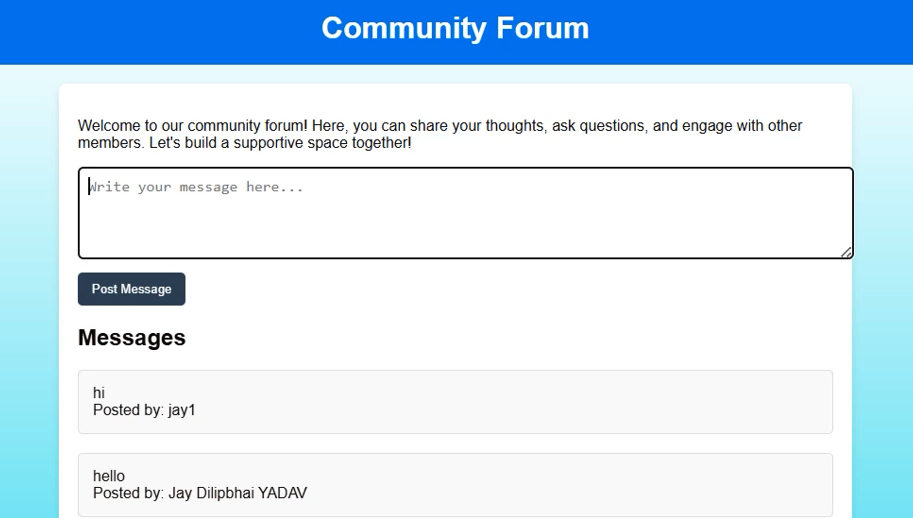 Community Forum
Welcome to our community forum! Here, you can share your thoughts, ask questions, and engage with other
members. Let's build a supportive space together!
Write your message here...
Post Message
Messages
hi
Posted by: jay1
hello
Posted by: Jay Dilipbhai YADAV